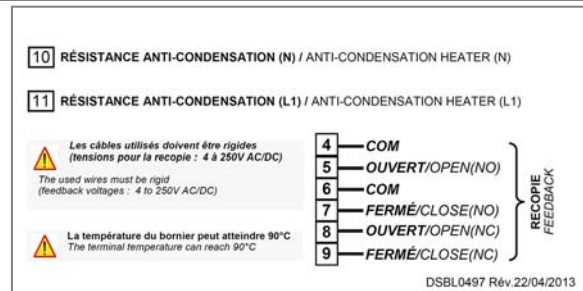 10 RÉSISTANCE ANTI-CONDENSATION (N) / ANTI-CONDENSATION HEATER (N)
11 RÉSISTANCE ANTI-CONDENSATION (L1) / ANTI-CONDENSATION HEATER (L1)
Les câbles utilisés doivent être rigides
(tensions pour la recopie : 4 à 250V AC/DC)
The used wires must be rigid
(feedback voltages : 4 to 250V AC/DC)
La température du bornier peut atteindre 90°C
The terminal temperature can reach 90°C
4 COM
5 OUVERT/OPEN(NO)
6 COM
7 FERMÉ/CLOSE(NO)
8 OUVERT/OPEN(NC)
9 FERMÉ/CLOSE(NC)
RECOPIE
FEEDBACK
DSBL0497 Rév.22/04/2013